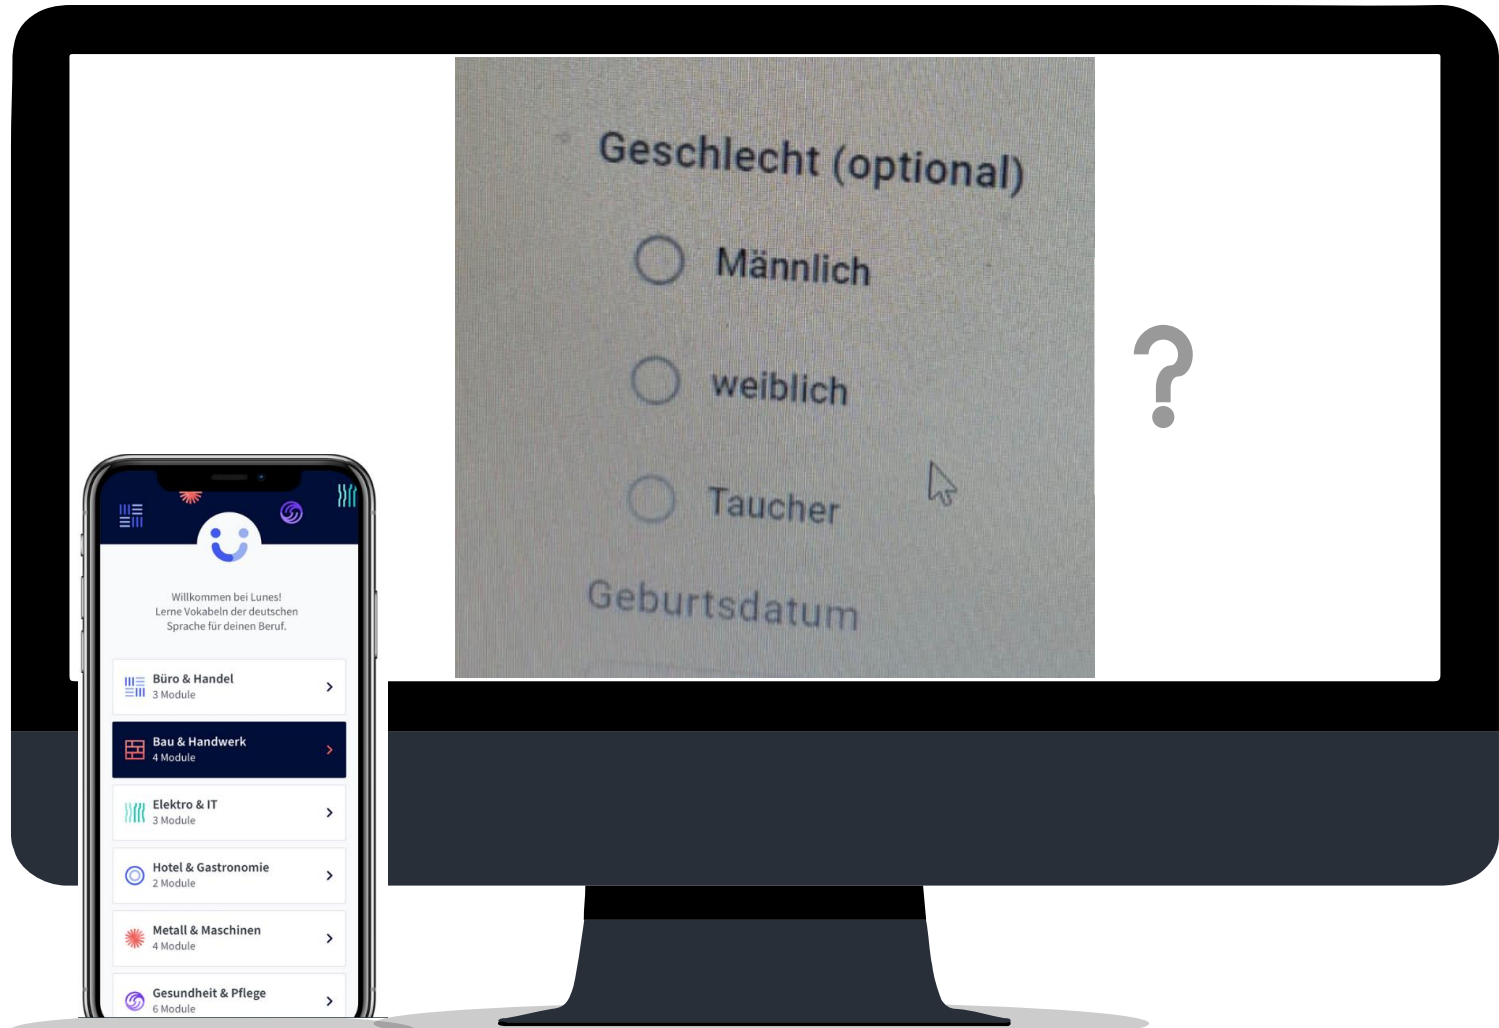 Geschlecht (optional)
Männlich
weiblich
Taucher
Geburtsdatum
?
Willkommen bei Lunes!
Lerne Vokabeln der deutschen
Sprache für deinen Beruf.
Büro & Handel
3 Module
Bau & Handwerk
4 Module
Elektro & IT
3 Module
Hotel & Gastronomie
2 Module
Metall & Maschinen
4 Module
Gesundheit & Pflege
6 Module